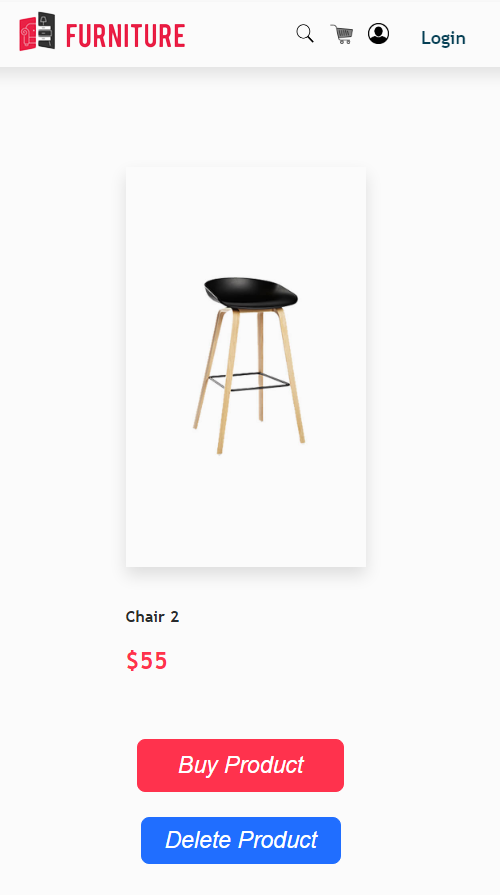 FURNITURE
Login
Chair 2
$55
Buy Product
Delete Product